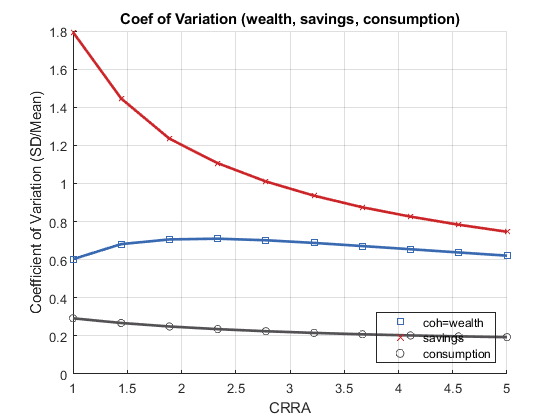 Coef of Variation (wealth, savings, consumption)
Coefficient of Variation (SD/Mean)
1.8
1.6
1.4
1.2
1
0.8
0.6
0.4
0.2
0
1 1.5 2 2.5 3 3.5 4 4.5 5
CRRA
coh=wealth
savings
consumption